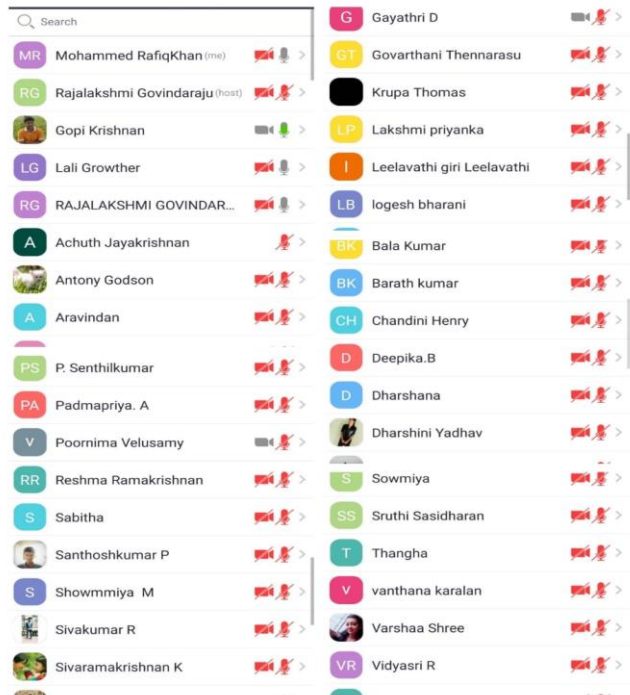 Search
MR Mohammed RafiqKhan (me)
RG Rajalakshmi Govindaraju (host)
Gopi Krishnan
LG Lali Growther
RG RAJALAKSHMI GOVINDAR...
A Achuth Jayakrishnan
Antony Godson
A Aravindan
PS P. Senthilkumar
PA Padmapriya. A
V Poornima Velusamy
RR Reshma Ramakrishnan
S Sabitha
Santhoshkumar P
S Showmmiya M
Sivakumar R
Sivaramakrishnan K
G Gayathri D
GT Govarthani Thennarasu
Krupa Thomas
LP Lakshmi priyanka
l Leelavathi giri Leelavathi
LB logesh bharani
BK Bala Kumar
BK Barath kumar
CH Chandini Henry
D Deepika.B
D Dharshana
Dharshini Yadhav
S Sowmiya
SS Sruthi Sasidharan
T Thangha
v vanthana karalan
Varshaa Shree
VR Vidyasri R